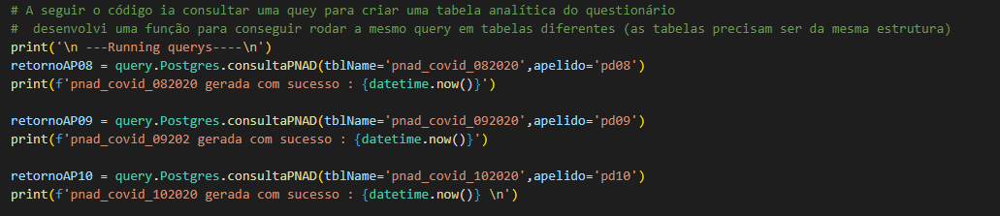 # A seguir o código ia consultar uma quey para criar uma tabela analítica do questionário
#  desenvolvi uma função para conseguir rodar a mesmo query em tabelas diferentes (as tabelas precisam ser da mesma estrutura)
print('\n ---Running querys----\n')
retornoAP08 = query.Postgres.consultaPNAD(tblName='pnad_covid_082020',apelido='pd08')
print(f'pnad_covid_082020 gerada com sucesso : {datetime.now()}')
retornoAP09 = query.Postgres.consultaPNAD(tblName='pnad_covid_092020',apelido='pd09')
print(f'pnad_covid_09202 gerada com sucesso : {datetime.now()}')
retornoAP10 = query.Postgres.consultaPNAD(tblName='pnad_covid_102020',apelido='pd10')
print(f'pnad_covid_102020 gerada com sucesso : {datetime.now()} \n')